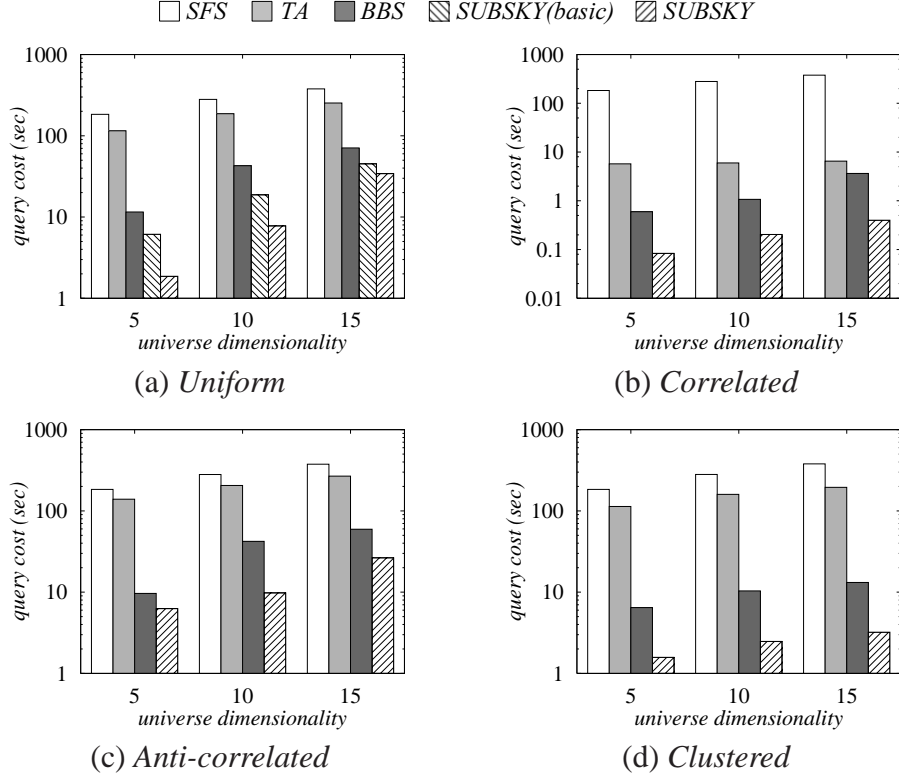 SFS TA BBS SUBSKY(basic) SUBSKY
query cost (sec)
1000
100
10
1
5 10 15
universe dimensionality
(a) Uniform
query cost (sec)
100
10
1
0.1
0.01
5 10 15
universe dimensionality
(b) Correlated
query cost (sec)
1000
100
10
1
5 10 15
universe dimensionality
(c) Anti-correlated
query cost (sec)
1000
100
10
1
5 10 15
universe dimensionality
(d) Clustered